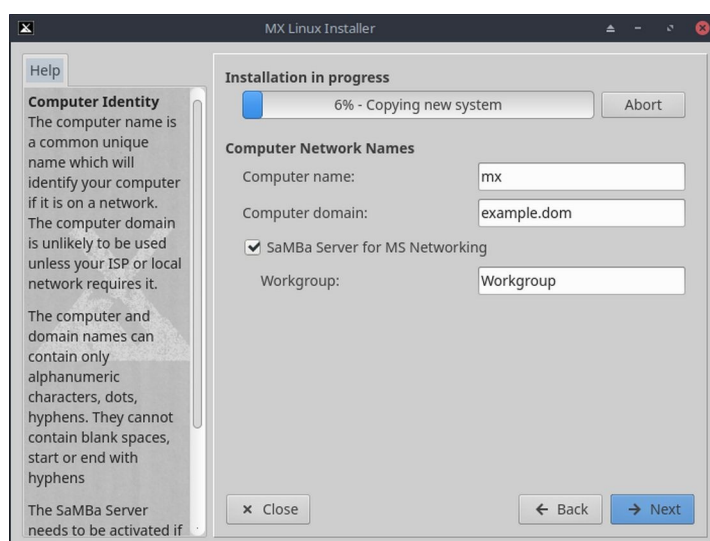 MX Linux Installer
Help
Computer Identity
The computer name is
a common unique
name which will
identify your computer
if it is on a network.
The computer domain
is unlikely to be used
unless your ISP or local
network requires it.
The computer and
domain names can
contain only
alphanumeric
characters, dots,
hyphens. They cannot
contain blank spaces,
start or end with
hyphens
The SaMBa Server
needs to be activated if
Installation in progress
6% - Copying new system
Abort
Computer Network Names
Computer name:
mx
Computer domain:
example.dom
SaMBa Server for MS Networking
Workgroup:
Workgroup
Close
Back
Next